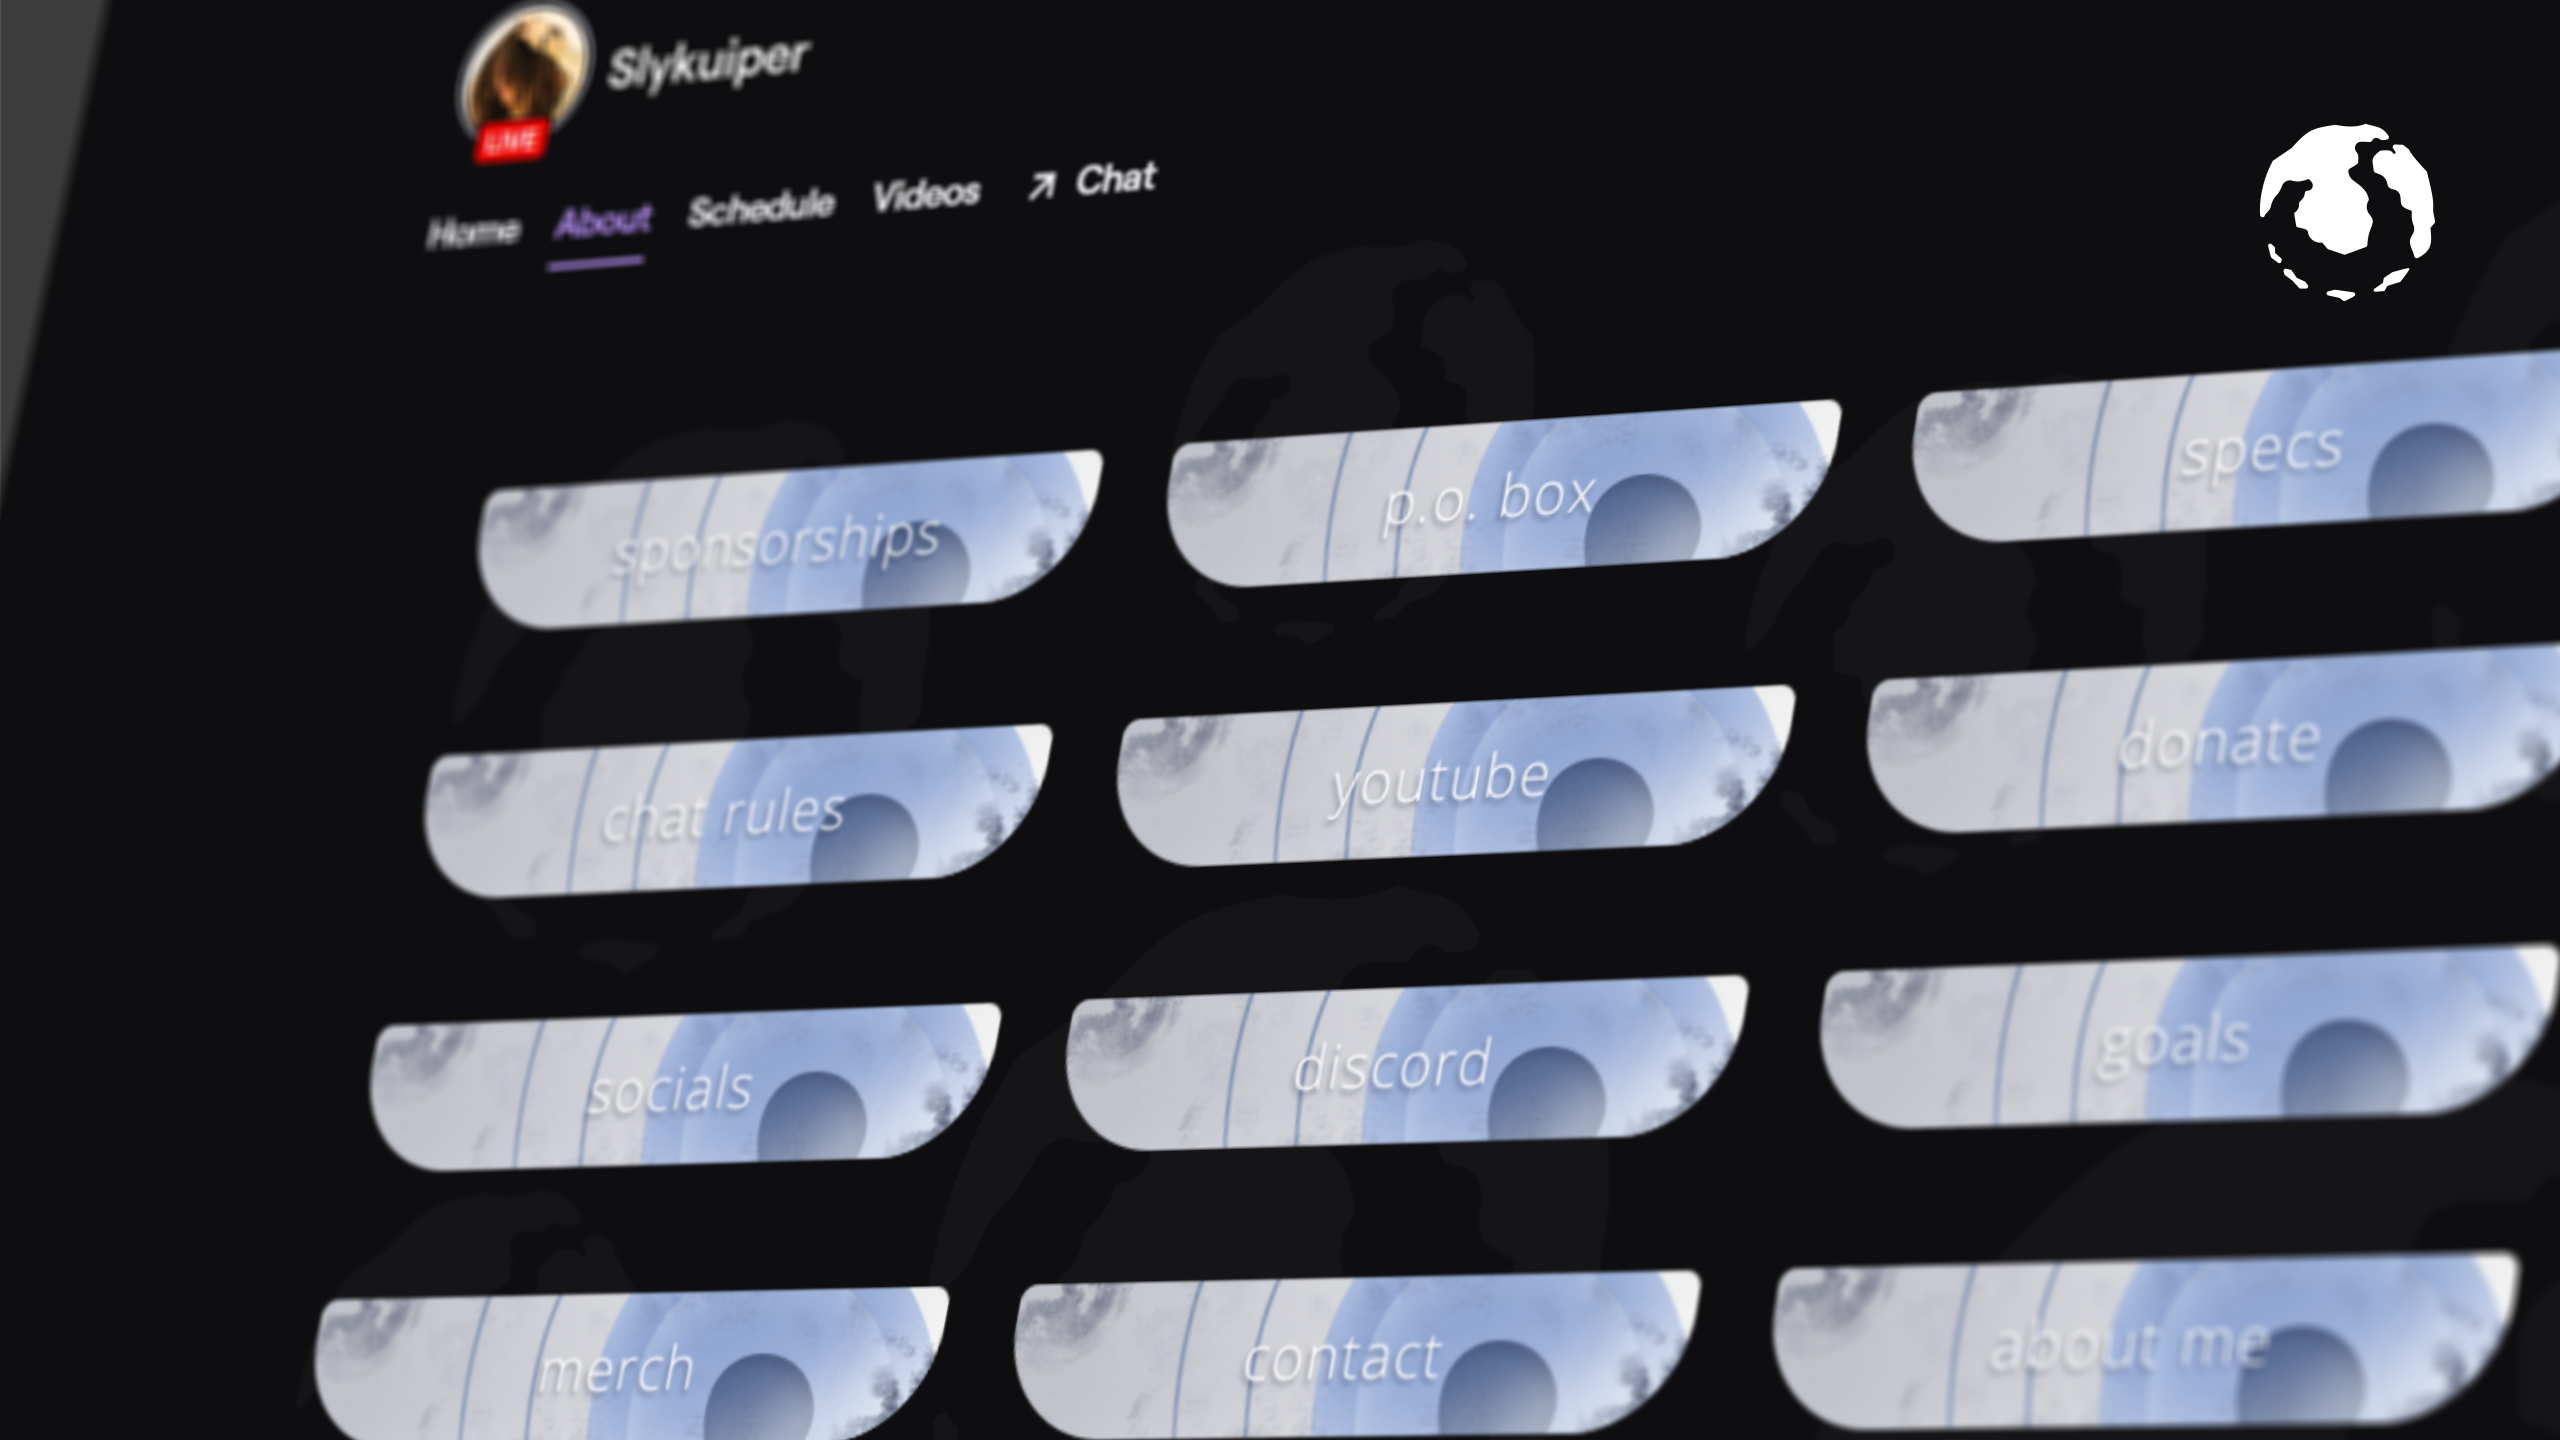 Slykuiper
LIVE
Home About Schedule Videos Chat
sponsorships p.o. box specs
chat rules youtube donate
socials discord goals
merch contact about me